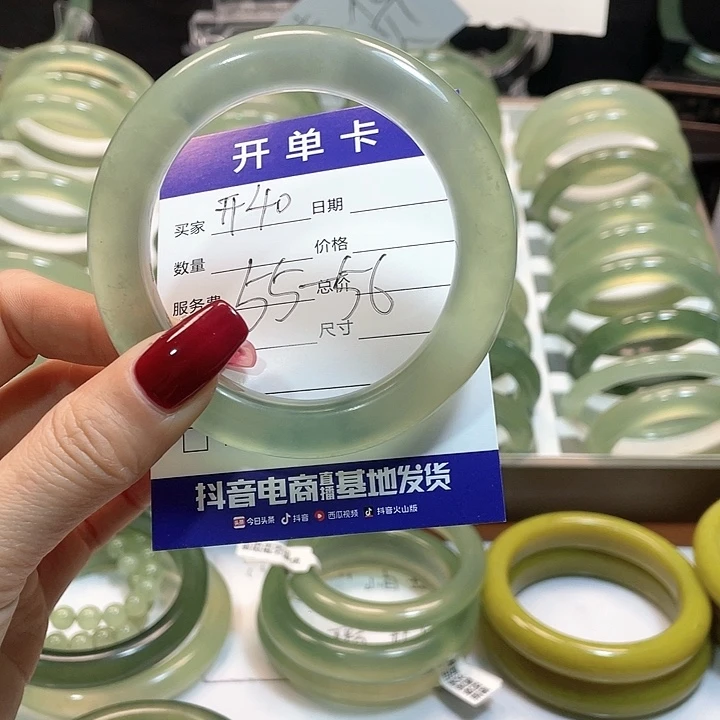 开单卡
买家 开40 日期
价格
数量
55-56 总价
服务费
尺寸
抖音电商直播基地发货
今日头条 抖音 西瓜视频 抖音火山版